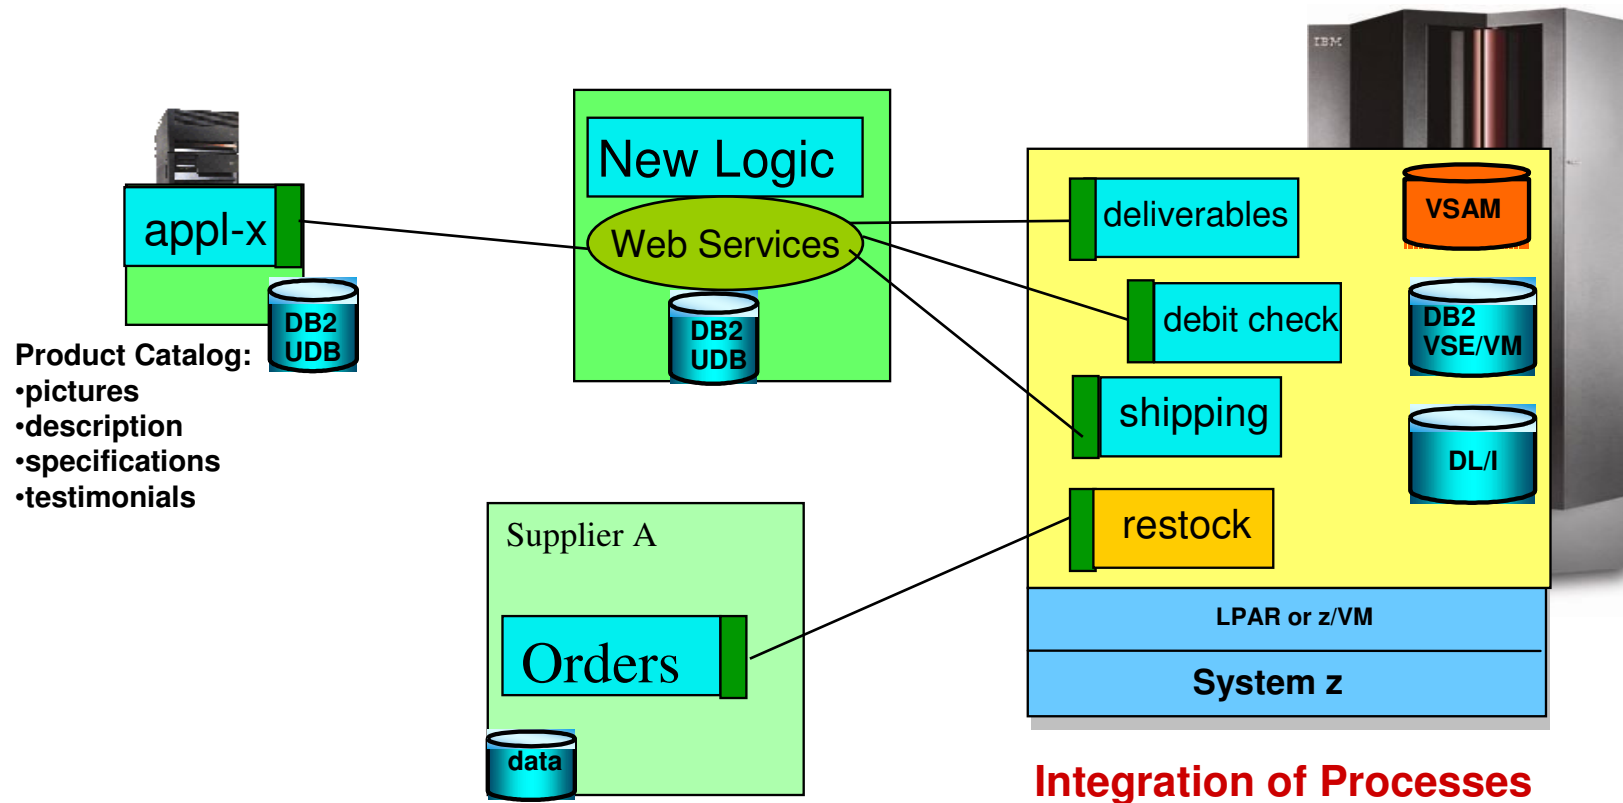 IBM
New Logic
appl-x
Web Services
deliverables
VSAM
DB2
UDB
DB2
UDB
debit check
DB2
VSE/VM
Product Catalog:
•pictures
•description
•specifications
•testimonials
shipping
DL/I
restock
Supplier A
Orders
data
LPAR or z/VM
System z
Integration of Processes